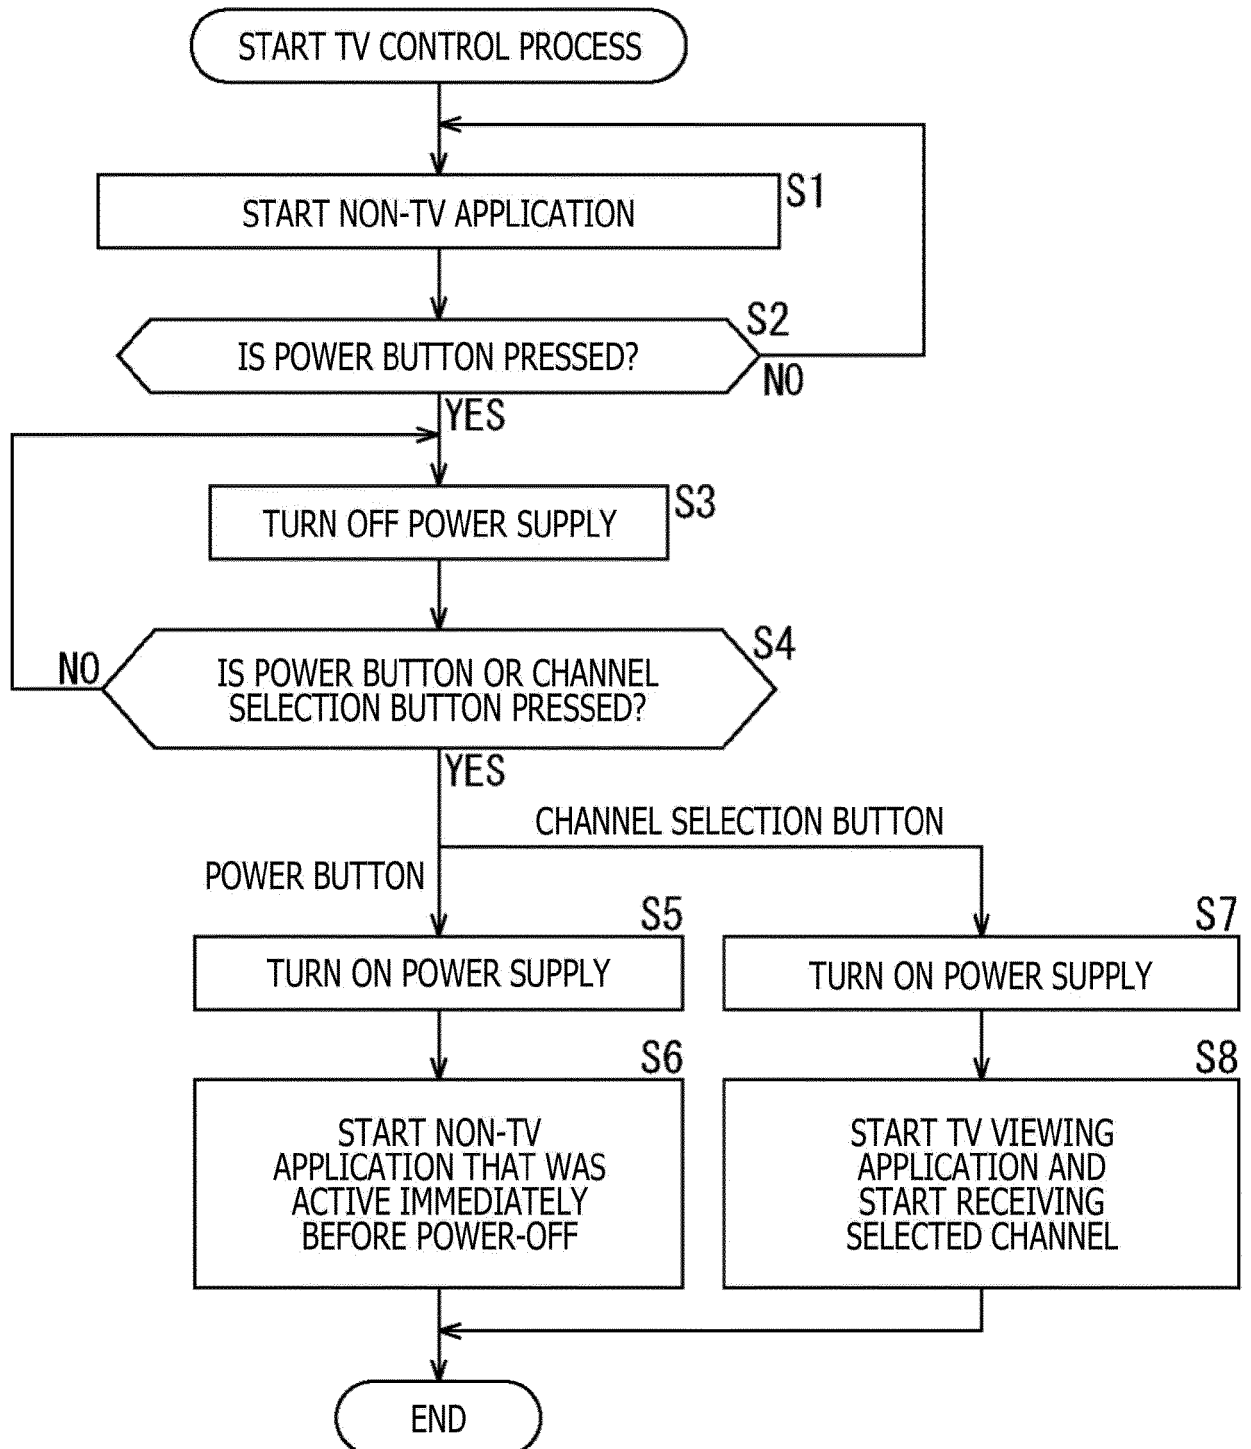 START TV CONTROL PROCESS
S1
START NON-TV APPLICATION
S2
IS POWER BUTTON PRESSED?
NO
YES
S3
TURN OFF POWER SUPPLY
S4
NO
IS POWER BUTTON OR CHANNEL
SELECTION BUTTON PRESSED?
YES
CHANNEL SELECTION BUTTON
POWER BUTTON
S5
TURN ON POWER SUPPLY
S7
TURN ON POWER SUPPLY
S6
START NON-TV
APPLICATION THAT WAS
ACTIVE IMMEDIATELY
BEFORE POWER-OFF
S8
START TV VIEWING
APPLICATION AND
START RECEIVING
SELECTED CHANNEL
END